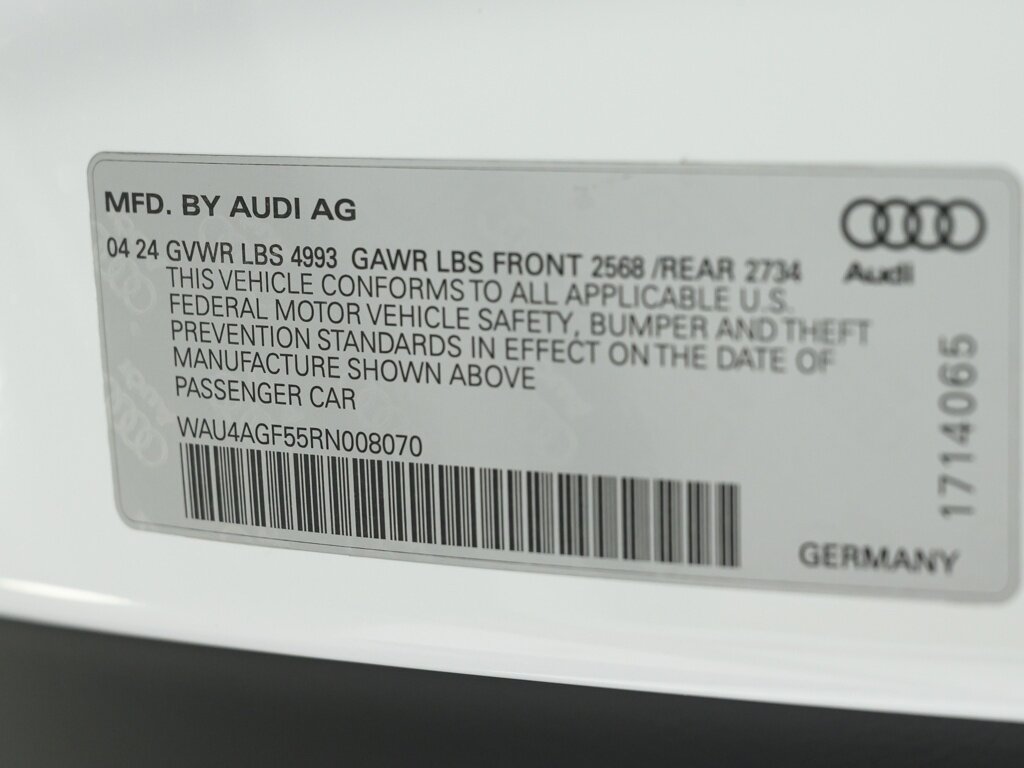 MFD. BY AUDI AG
04 24 GVWR LBS 4993 GAWR LBS FRONT 2568 /REAR 2734
THIS VEHICLE CONFORMS TO ALL APPLICABLE U.S.
FEDERAL MOTOR VEHICLE SAFETY, BUMPER AND THEFT
PREVENTION STANDARDS IN EFFECT ON THE DATE OF
MANUFACTURE SHOWN ABOVE
PASSENGER CAR
WAU4AGF55RN008070
Audi
1714065
GERMANY